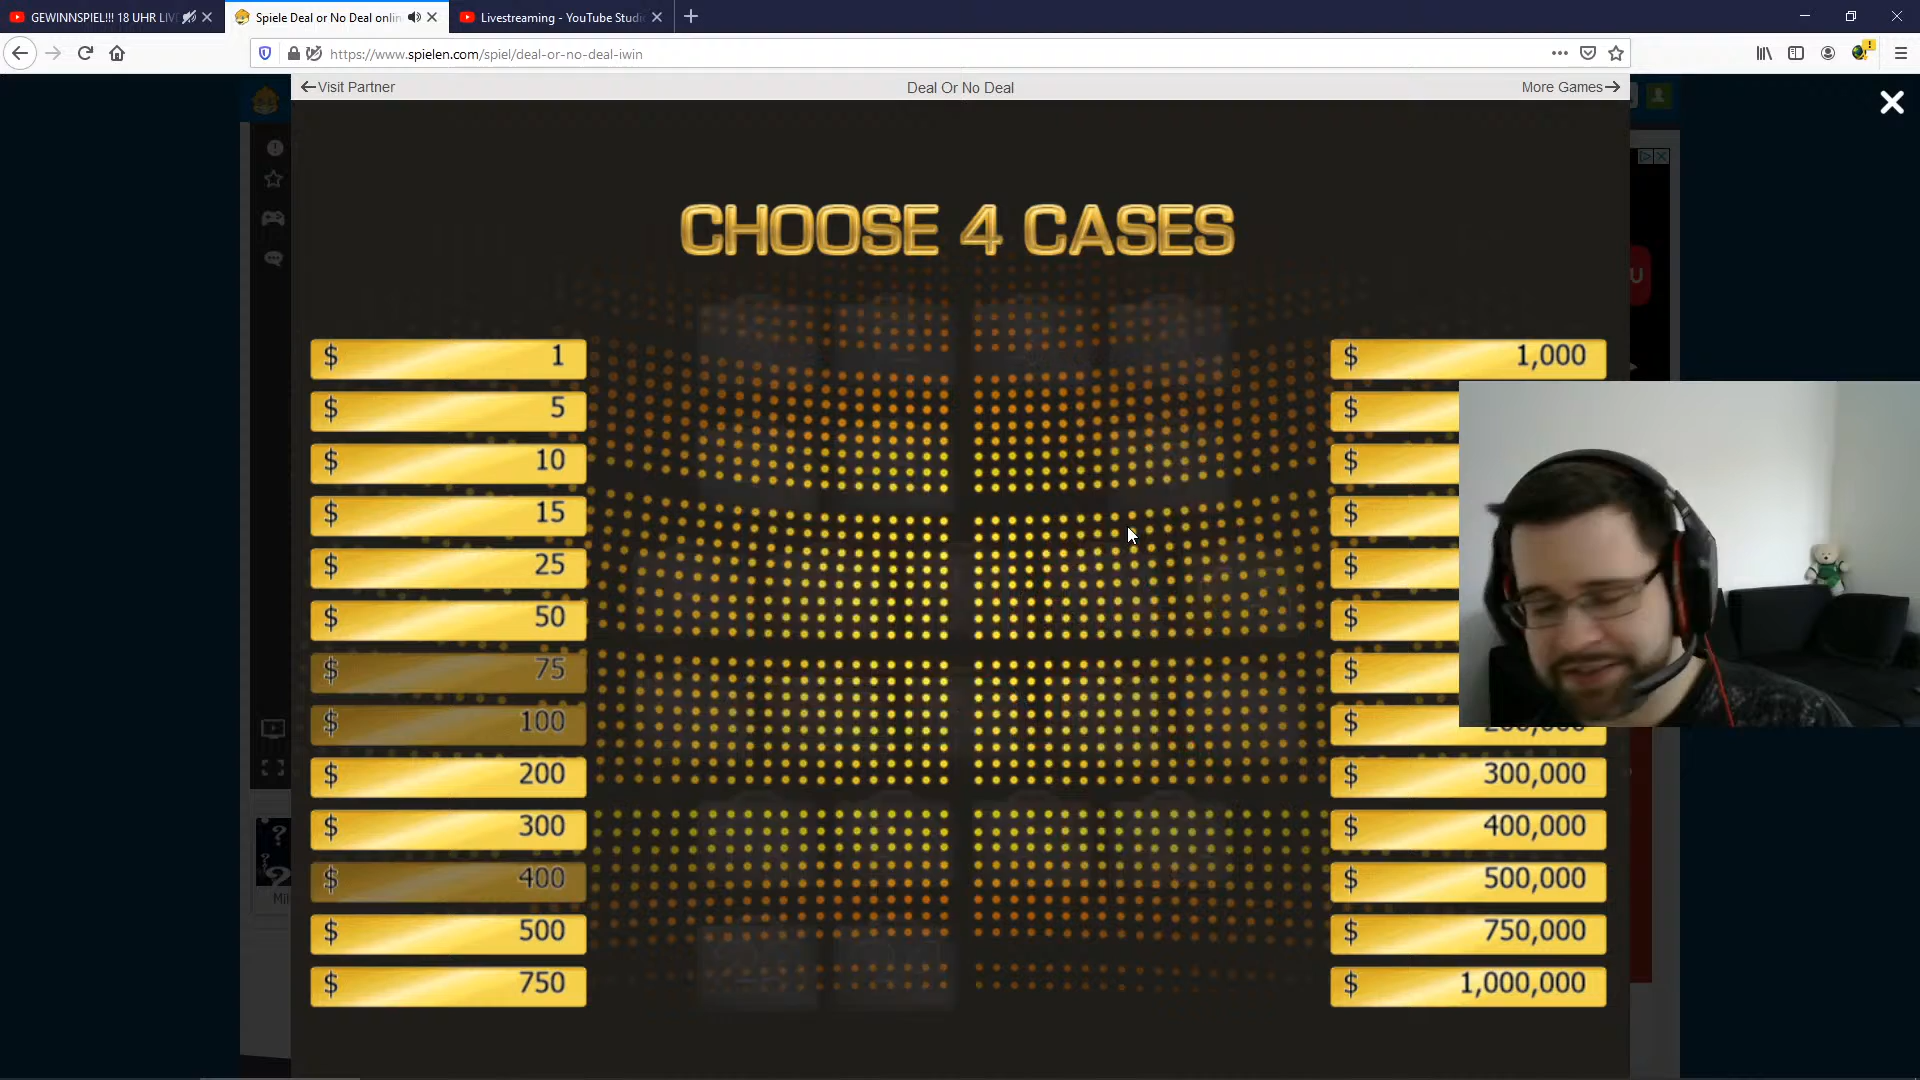 GEWINNSPIEL!!! 18 UHR LIV
Spiele Deal or No Deal onlin
Livestreaming - YouTube Studi
https://www.spielen.com/spiel/deal-or-no-deal-iwin
Visit Partner
Deal Or No Deal
More Games
CHOOSE 4 CASES
$ 1
$ 1,000
$ 5
$
$ 10
$
$ 15
$
$ 25
$
$ 50
$
$ 75
$
$ 100
$ 200,000
$ 200
$ 300,000
$ 300
$ 400,000
$ 400
$ 500,000
$ 500
$ 750,000
$ 750
$ 1,000,000
Mil
U